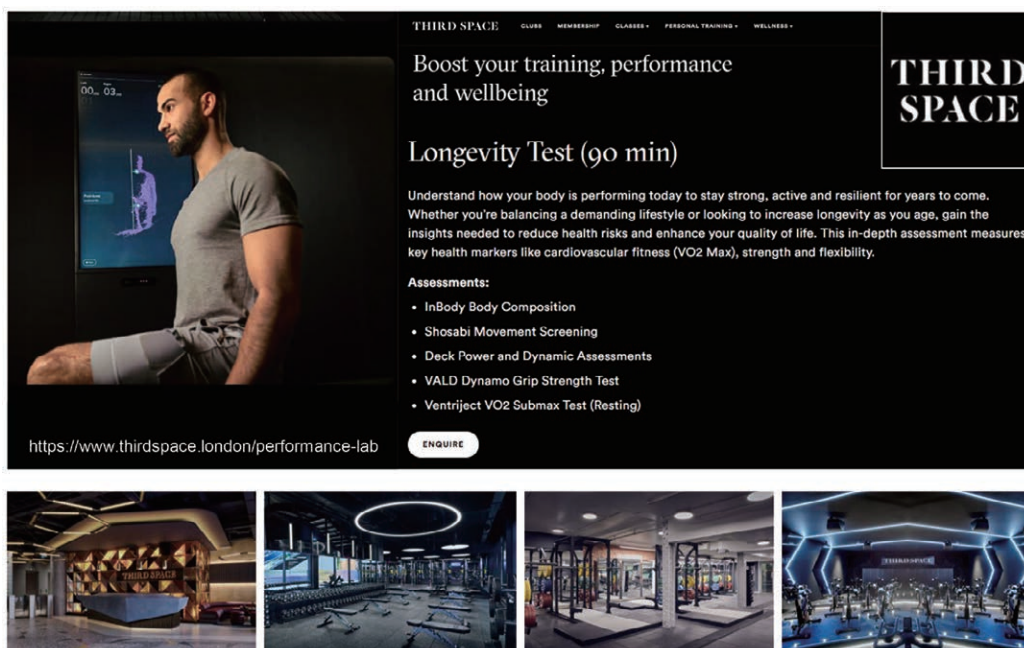 THIRD SPACE
CLUBS MEMBERSHIP CLASSES PERSONAL TRAINING WELLNESS
THIRD
SPACE
Boost your training, performance
and wellbeing
Longevity Test (90 min)
Understand how your body is performing today to stay strong, active and resilient for years to come.
Whether you're balancing a demanding lifestyle or looking to increase longevity as you age, gain the
insights needed to reduce health risks and enhance your quality of life. This in-depth assessment measures
key health markers like cardiovascular fitness (VO2 Max), strength and flexibility.
Assessments:
• InBody Body Composition
• Shosabi Movement Screening
• Deck Power and Dynamic Assessments
• VALD Dynamo Grip Strength Test
• Ventriject VO2 Submax Test (Resting)
ENQUIRE
00 03
https://www.thirdspace.london/performance-lab
THIRD SPACE
THIRD SPACE